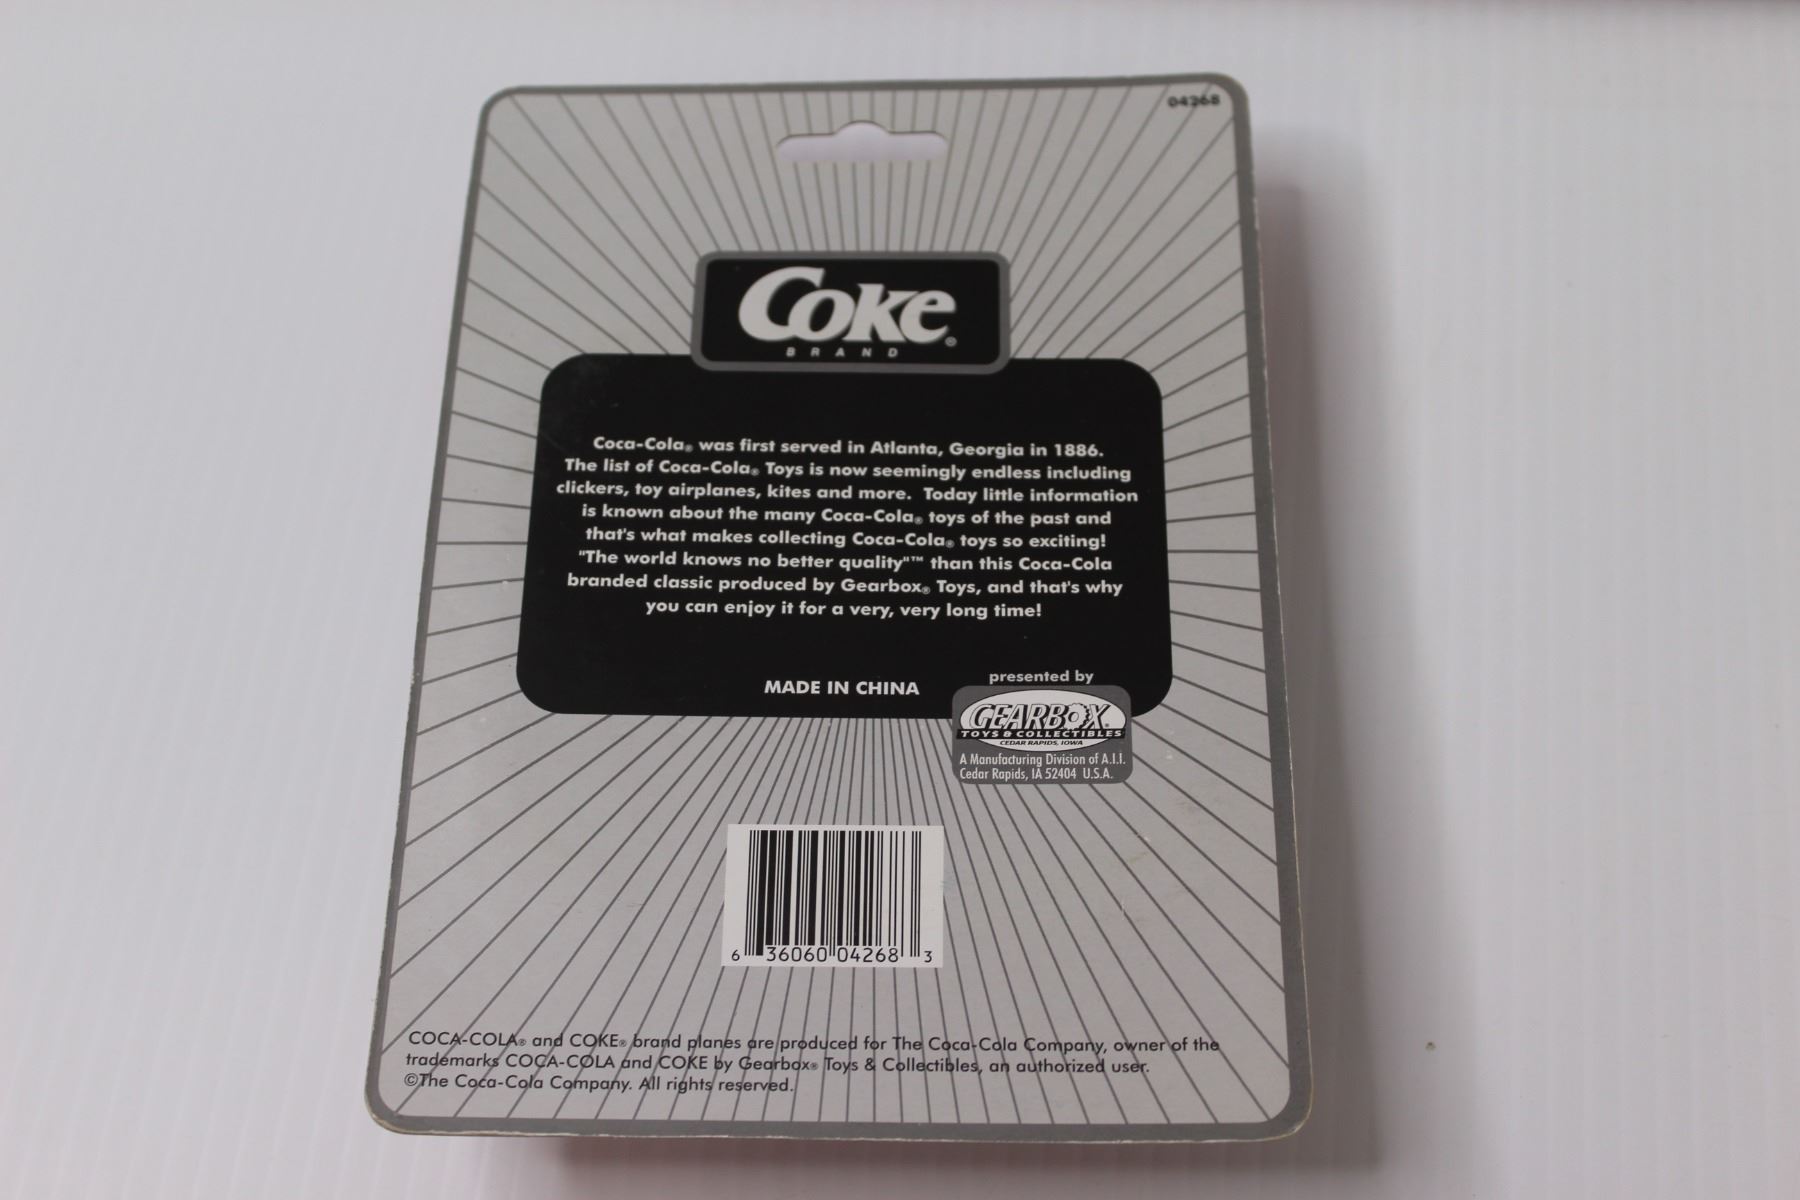 04268
Coke®
BRAND
Coca-Cola® was first served in Atlanta, Georgia in 1886.
The list of Coca-Cola® Toys is now seemingly endless including
clickers, toy airplanes, kites and more. Today little information
is known about the many Coca-Cola® toys of the past and
that's what makes collecting Coca-Cola® toys so exciting!
"The world knows no better quality"™ than this Coca-Cola
branded classic produced by Gearbox® Toys, and that's why
you can enjoy it for a very, very long time!
MADE IN CHINA
presented by
GEARBOX®
TOYS & COLLECTIBLES
CEDAR RAPIDS, IOWA
A Manufacturing Division of A.I.I.
Cedar Rapids, IA 52404 U.S.A.
6 36060 04268 3
COCA-COLA® and COKE® brand planes are produced for The Coca-Cola Company, owner of the
trademarks COCA-COLA and COKE by Gearbox® Toys & Collectibles, an authorized user.
©The Coca-Cola Company. All rights reserved.